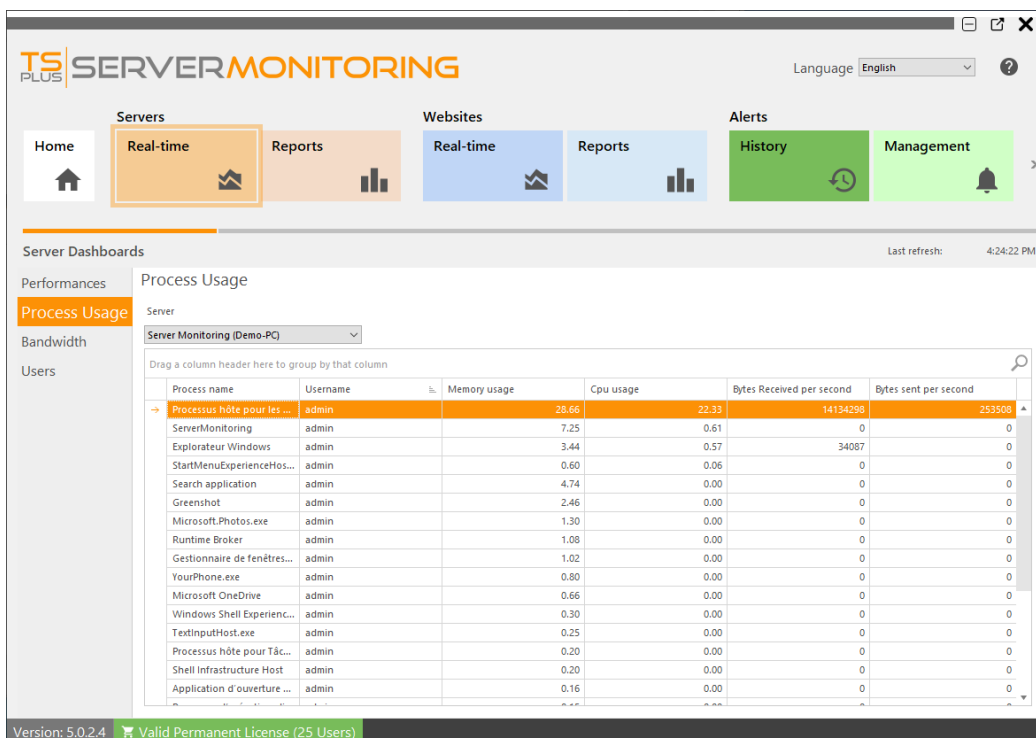 TS PLUS SERVERMONITORING
Language English
Servers Websites Alerts
Home Real-time Reports Real-time Reports History Management
Server Dashboards Last refresh: 4:24:22 PM
Performances
Process Usage
Bandwidth
Users
Process Usage
Server
Server Monitoring (Demo-PC)
Drag a column header here to group by that column
Process name Username Memory usage Cpu usage Bytes Received per second Bytes sent per second
Processus hôte pour les ... admin 28.66 22.33 14134298 253508
ServerMonitoring admin 7.25 0.61 0 0
Explorateur Windows admin 3.44 0.57 34087 0
StartMenuExperienceHos... admin 0.60 0.06 0 0
Search application admin 4.74 0.00 0 0
Greenshot admin 2.46 0.00 0 0
Microsoft.Photos.exe admin 1.30 0.00 0 0
Runtime Broker admin 1.08 0.00 0 0
Gestionnaire de fenêtres... admin 1.02 0.00 0 0
YourPhone.exe admin 0.80 0.00 0 0
Microsoft OneDrive admin 0.66 0.00 0 0
Windows Shell Experienc... admin 0.30 0.00 0 0
TextInputHost.exe admin 0.25 0.00 0 0
Processus hôte pour Tâc... admin 0.20 0.00 0 0
Shell Infrastructure Host admin 0.20 0.00 0 0
Application d'ouverture ... admin 0.16 0.00 0 0
Version: 5.0.2.4 Valid Permanent License (25 Users)